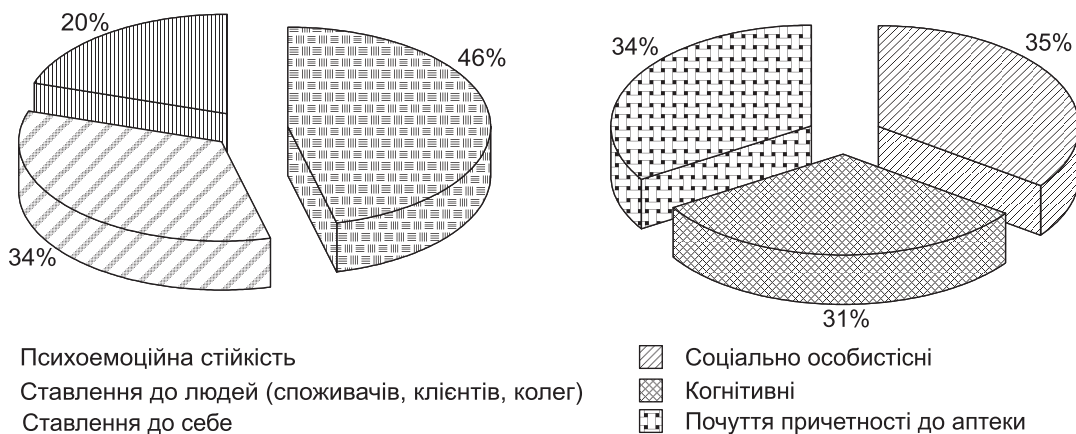 20%
46%
34%
34%
35%
31%
Психоемоційна стійкість
Ставлення до людей (споживачів, клієнтів, колег)
Ставлення до себе
Соціально особистісні
Когнітивні
Почуття причетності до аптеки